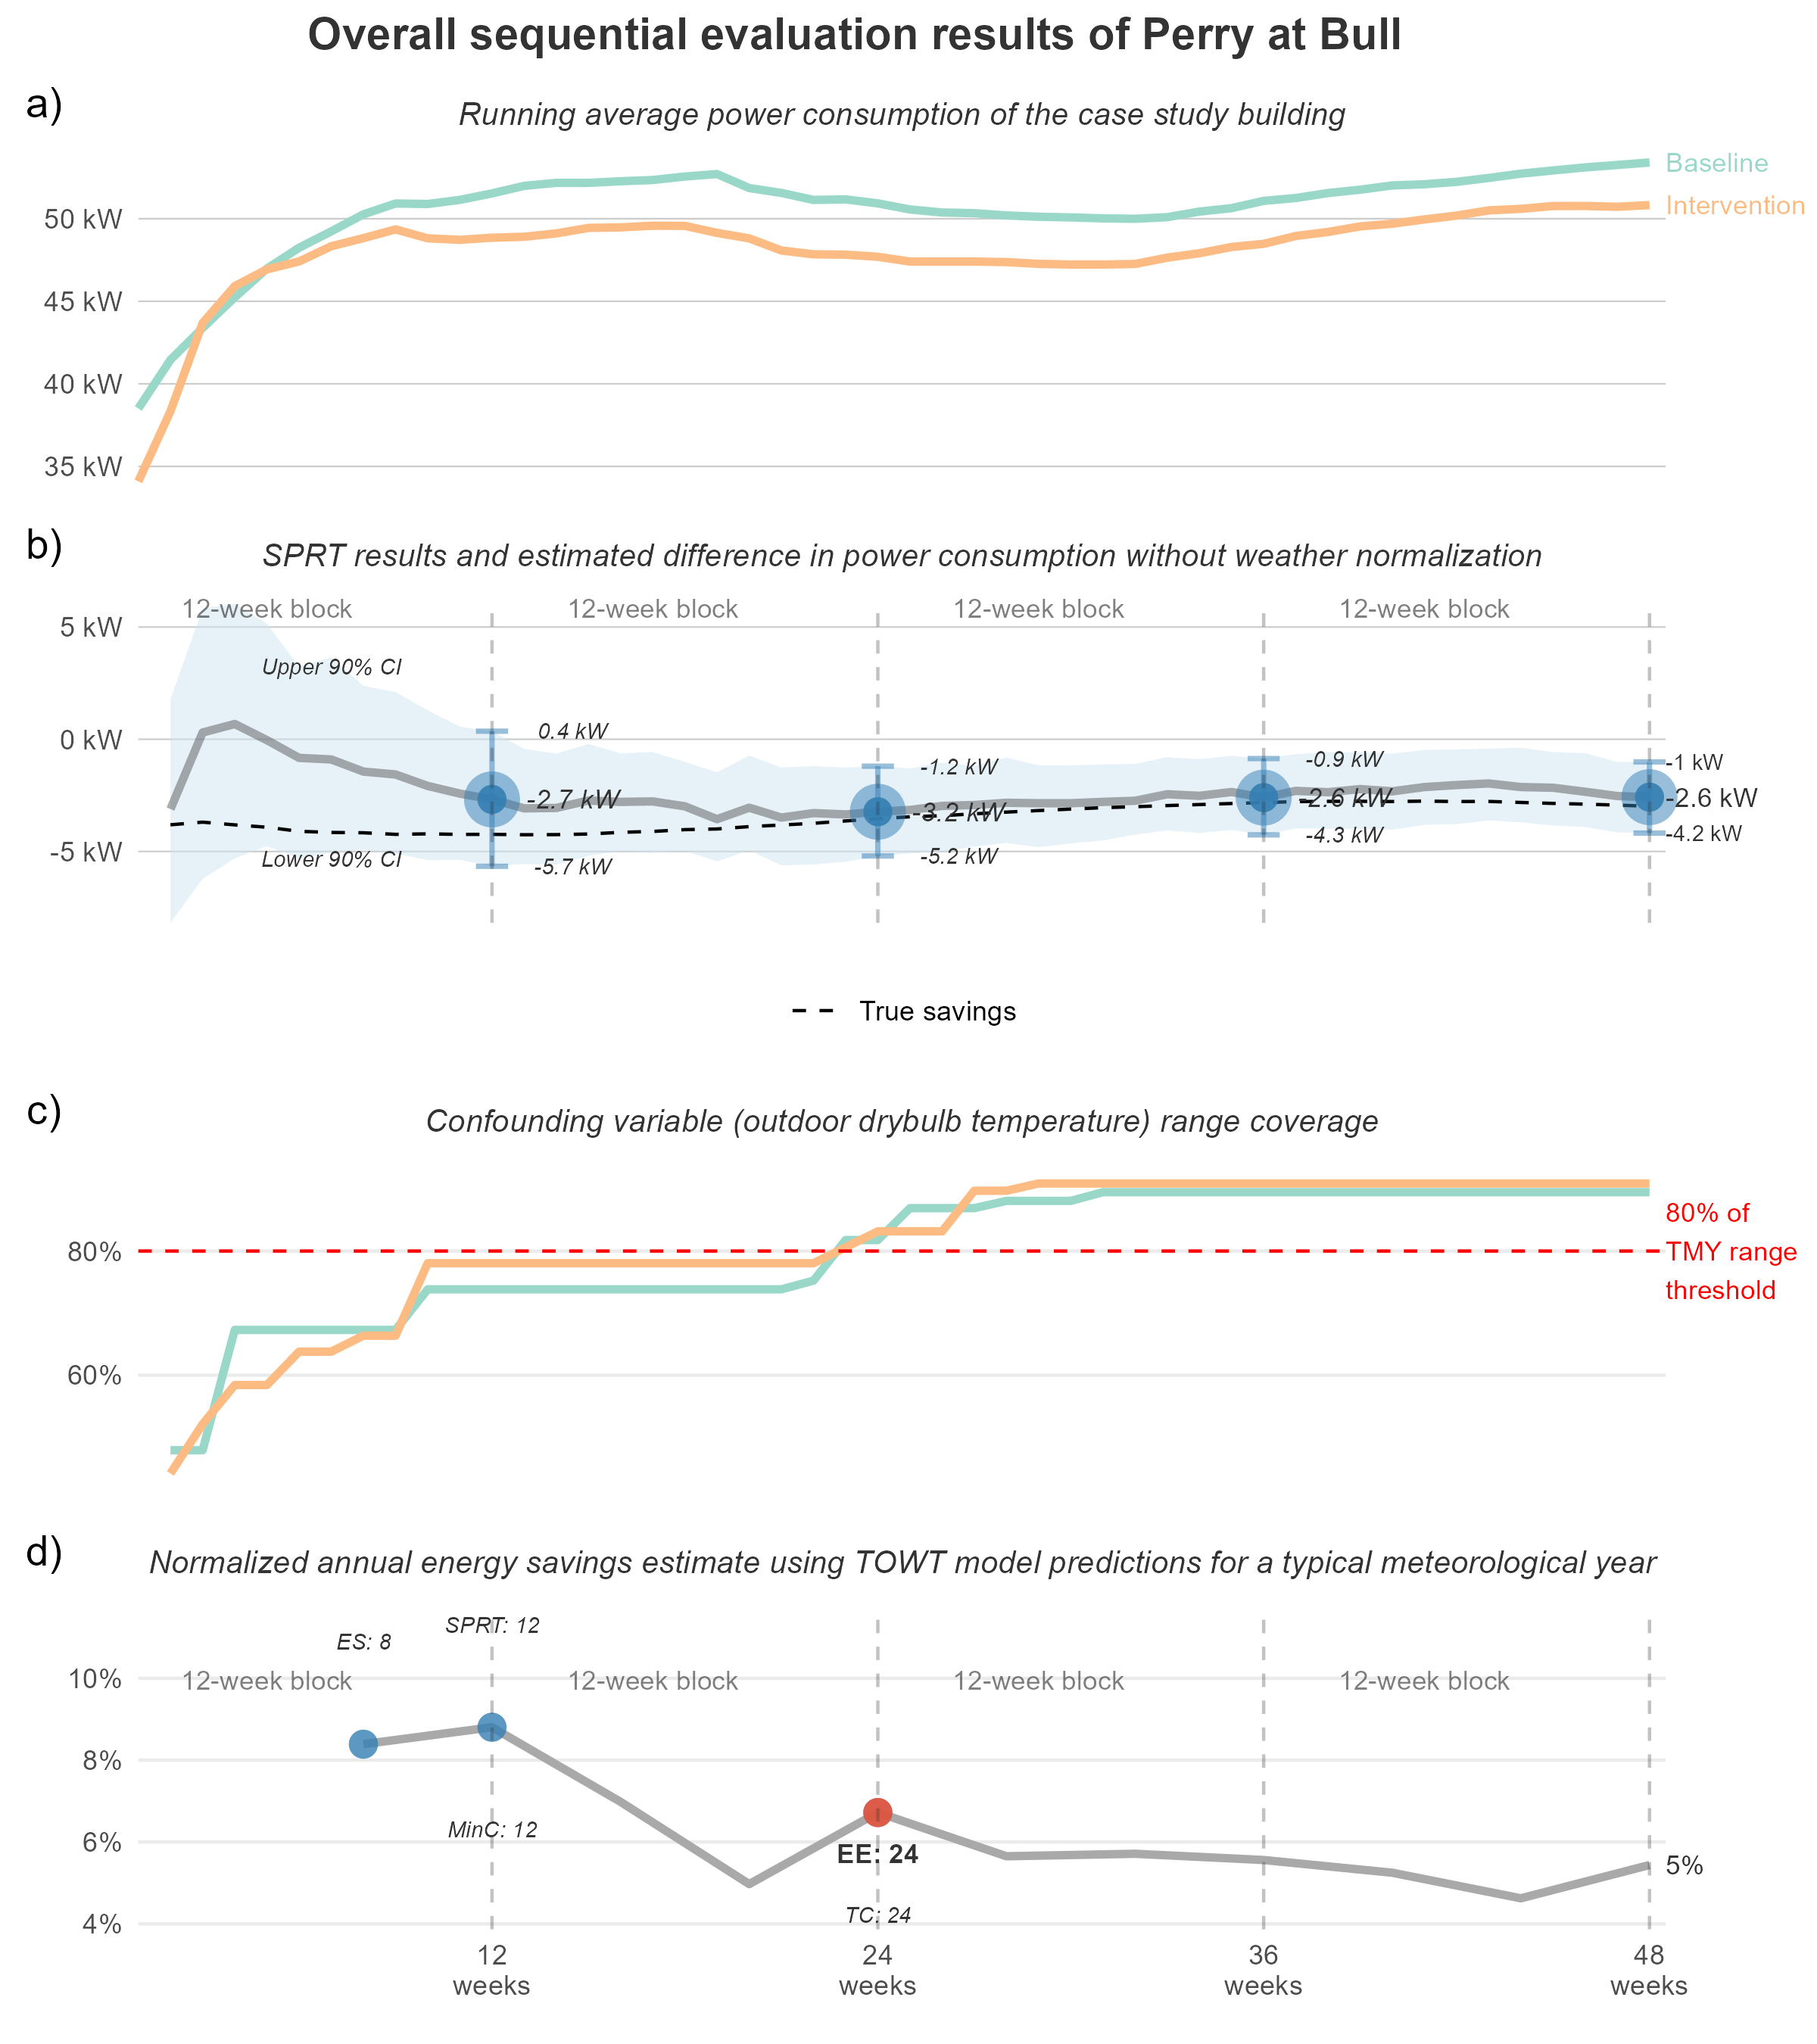 Overall sequential evaluation results of Perry at Bull
a)
Running average power consumption of the case study building
Baseline
Intervention
50 kW
45 kW
40 kW
35 kW
b)
SPRT results and estimated difference in power consumption without weather normalization
12-week block 12-week block 12-week block 12-week block
5 kW
Upper 90% CI
0 kW
0.4 kW
-1.2 kW
-0.9 kW
-1 kW
-2.7 kW
-3.2 kW
-2.6 kW
-2.6 kW
-5 kW
Lower 90% CI
-5.7 kW
-5.2 kW
-4.3 kW
-4.2 kW
True savings
c)
Confounding variable (outdoor drybulb temperature) range coverage
80%
60%
80% of
TMY range
threshold
d)
Normalized annual energy savings estimate using TOWT model predictions for a typical meteorological year
ES: 8
SPRT: 12
10%
12-week block 12-week block 12-week block 12-week block
8%
MinC: 12
6%
EE: 24
5%
TC: 24
4%
12
weeks
24
weeks
36
weeks
48
weeks